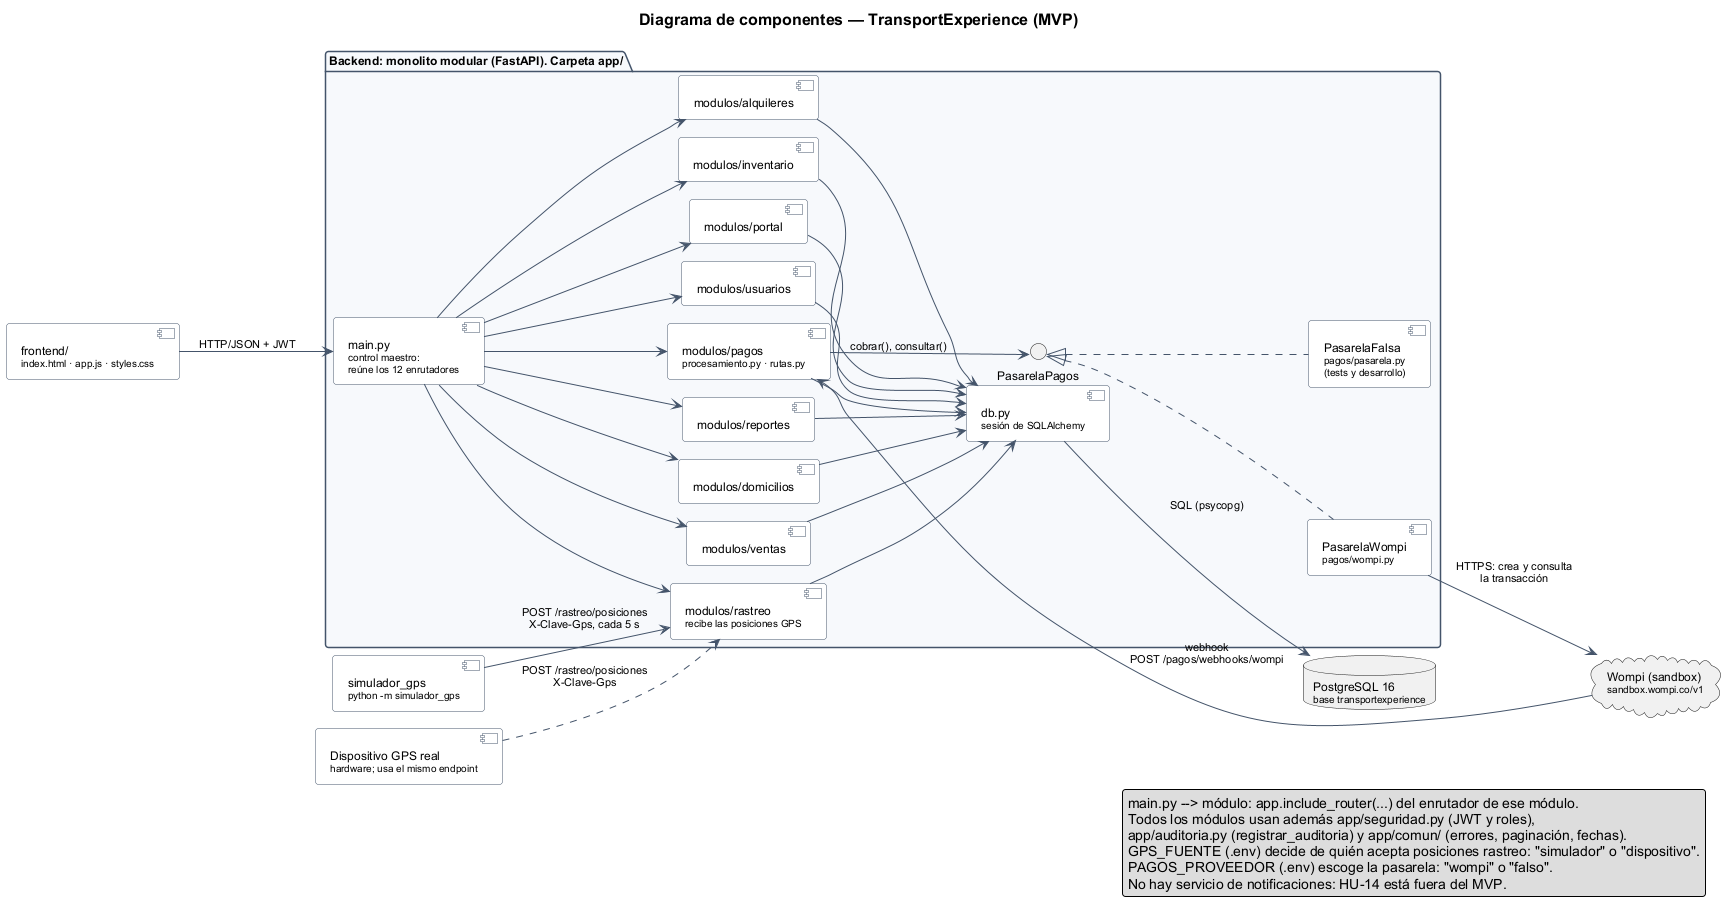 Diagrama de componentes — TransportExperience (MVP)
Backend: monolito modular (FastAPI). Carpeta app/
modulos/alquileres
modulos/inventario
modulos/portal
modulos/usuarios
frontend/
index.html · app.js · styles.css
HTTP/JSON + JWT
main.py
control maestro:
reúne los 12 enrutadores
modulos/pagos
procesamiento.py · rutas.py
cobrar(), consultar()
PasarelaPagos
PasarelaFalsa
pagos/pasarela.py
(tests y desarrollo)
modulos/reportes
db.py
sesión de SQLAlchemy
modulos/domicilios
modulos/ventas
SQL (psycopg)
PasarelaWompi
pagos/wompi.py
HTTPS: crea y consulta
la transacción
modulos/rastreo
recibe las posiciones GPS
POST /rastreo/posiciones
X-Clave-Gps, cada 5 s
simulador_gps
python -m simulador_gps
POST /rastreo/posiciones
X-Clave-Gps
webhook
POST /pagos/webhooks/wompi
PostgreSQL 16
base transportexperience
Wompi (sandbox)
sandbox.wompi.co/v1
Dispositivo GPS real
hardware; usa el mismo endpoint
main.py --> módulo: app.include_router(...) del enrutador de ese módulo.
Todos los módulos usan además app/seguridad.py (JWT y roles),
app/auditoria.py (registrar_auditoria) y app/comun/ (errores, paginación, fechas).
GPS_FUENTE (.env) decide de quién acepta posiciones rastreo: "simulador" o "dispositivo".
PAGOS_PROVEEDOR (.env) escoge la pasarela: "wompi" o "falso".
No hay servicio de notificaciones: HU-14 está fuera del MVP.